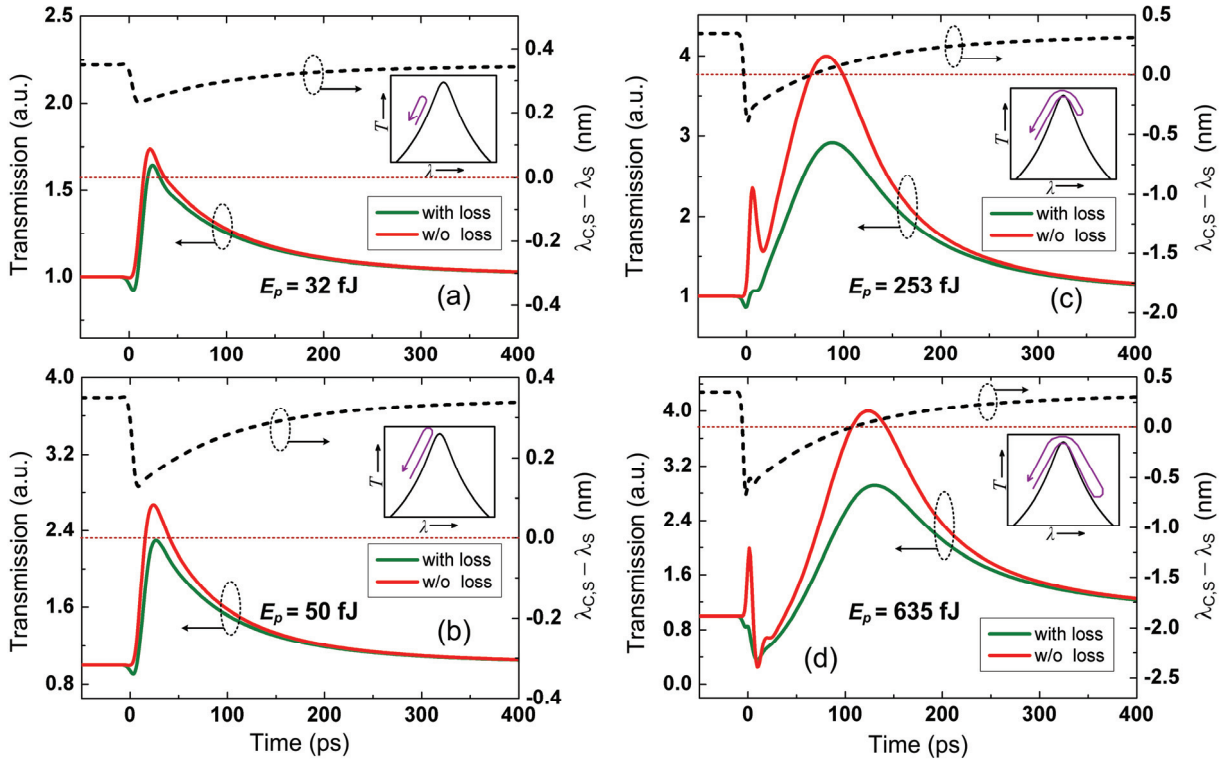 2.5
2.0
1.5
1.0
Transmission (a.u.)
0.4
0.2
0.0
-0.2
-0.4
λC,S − λS (nm)
T
λ
with loss
w/o loss
Ep = 32 fJ
(a)
0
100
200
300
400
4
3
2
1
Transmission (a.u.)
0.5
0.0
-0.5
-1.0
-1.5
-2.0
λC,S − λS (nm)
T
λ
with loss
w/o loss
Ep = 253 fJ
(c)
0
100
200
300
400
4.0
3.2
2.4
1.6
0.8
Transmission (a.u.)
0.4
0.2
0.0
-0.2
-0.4
λC,S − λS (nm)
T
λ
with loss
w/o loss
Ep = 50 fJ
(b)
0
100
200
300
400
Time (ps)
4.0
3.2
2.4
1.6
0.8
0.0
Transmission (a.u.)
0.5
0.0
-0.5
-1.0
-1.5
-2.0
-2.5
λC,S − λS (nm)
T
λ
with loss
w/o loss
Ep = 635 fJ
(d)
0
100
200
300
400
Time (ps)